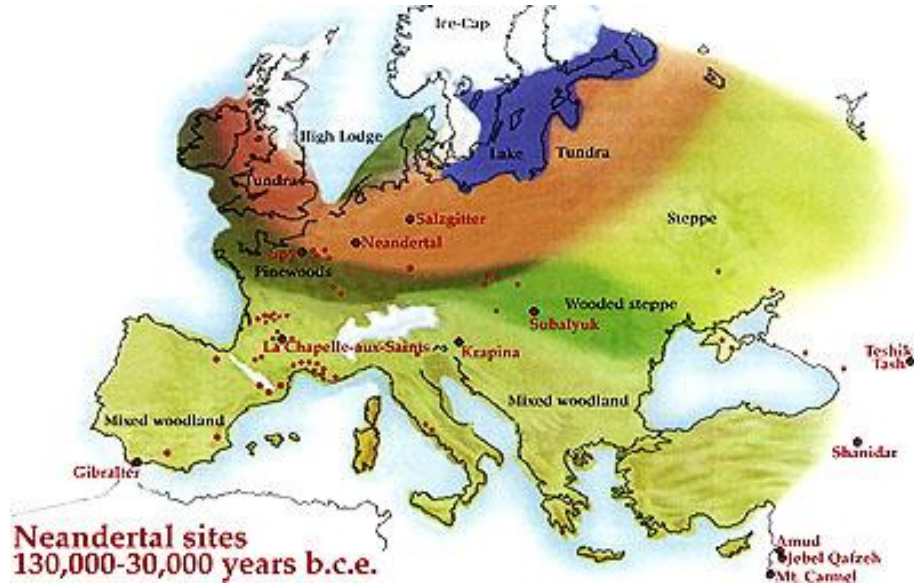 Ice-Cap
High Lodge
Lake
Tundra
Tundra
Salzgitter
Steppe
Neandertal
Spy
Pinewoods
Wooded steppe
Subalyuk
La Chapelle-aux-Saints
Krapina
Teshik
Tash
Mixed woodland
Mixed woodland
Gibralter
Shanidar
Neandertal sites
130,000-30,000 years b.c.e.
Amud
Jebel Qafzeh
Mt. Carmel